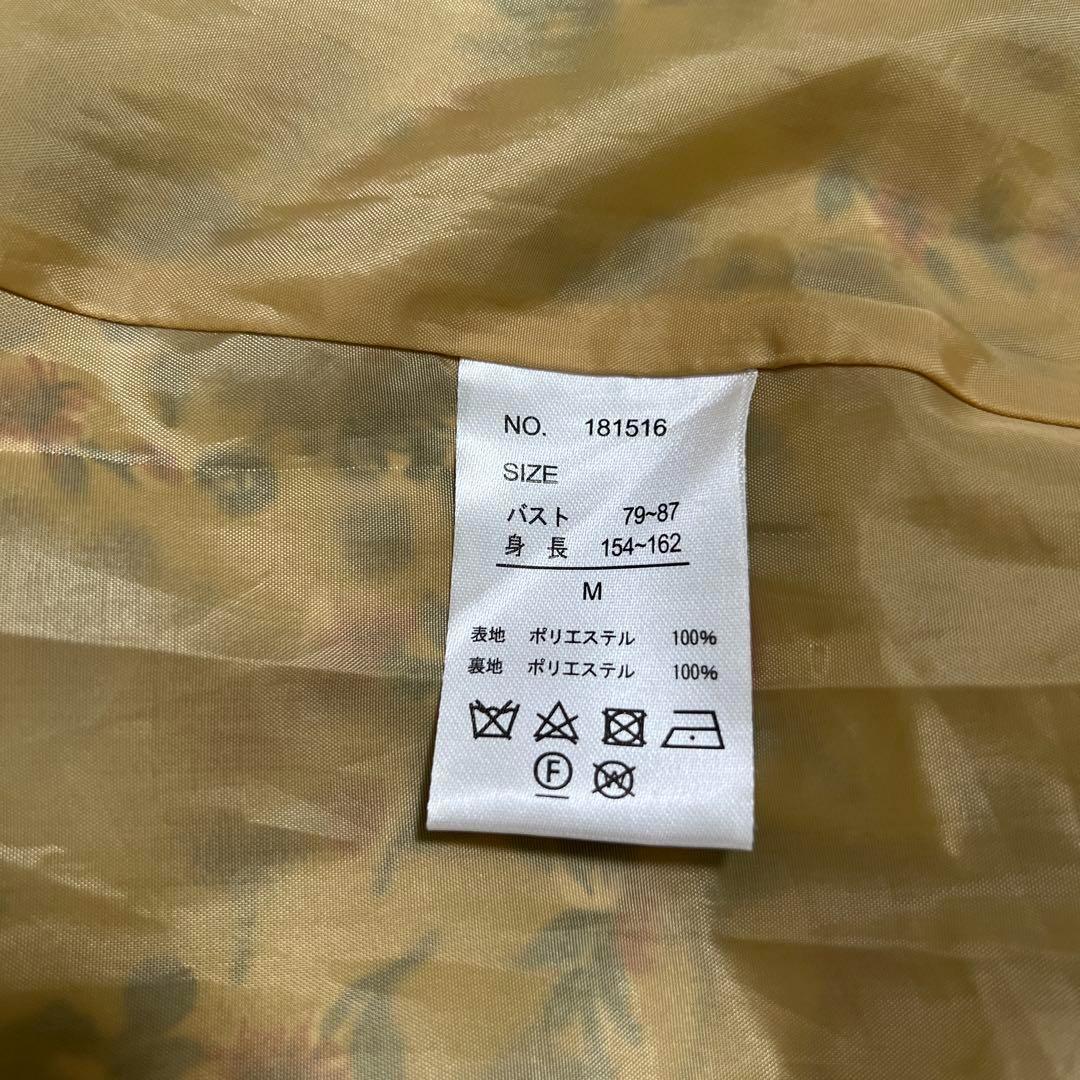 NO. 181516
SIZE
バスト 79~87
身 長 154~162
M
表地 ポリエステル 100%
裏地 ポリエステル 100%
F W